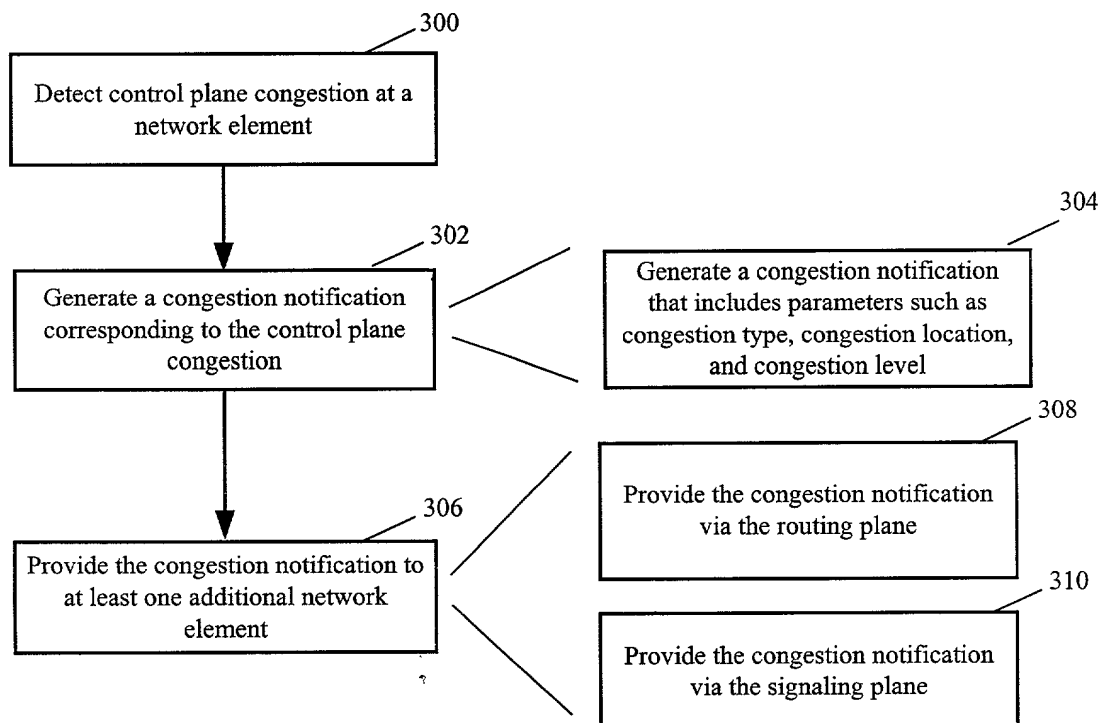 300
Detect control plane congestion at a
network element
302
Generate a congestion notification
corresponding to the control plane
congestion
304
Generate a congestion notification
that includes parameters such as
congestion type, congestion location,
and congestion level
306
Provide the congestion notification to
at least one additional network
element
308
Provide the congestion notification
via the routing plane
310
Provide the congestion notification
via the signaling plane